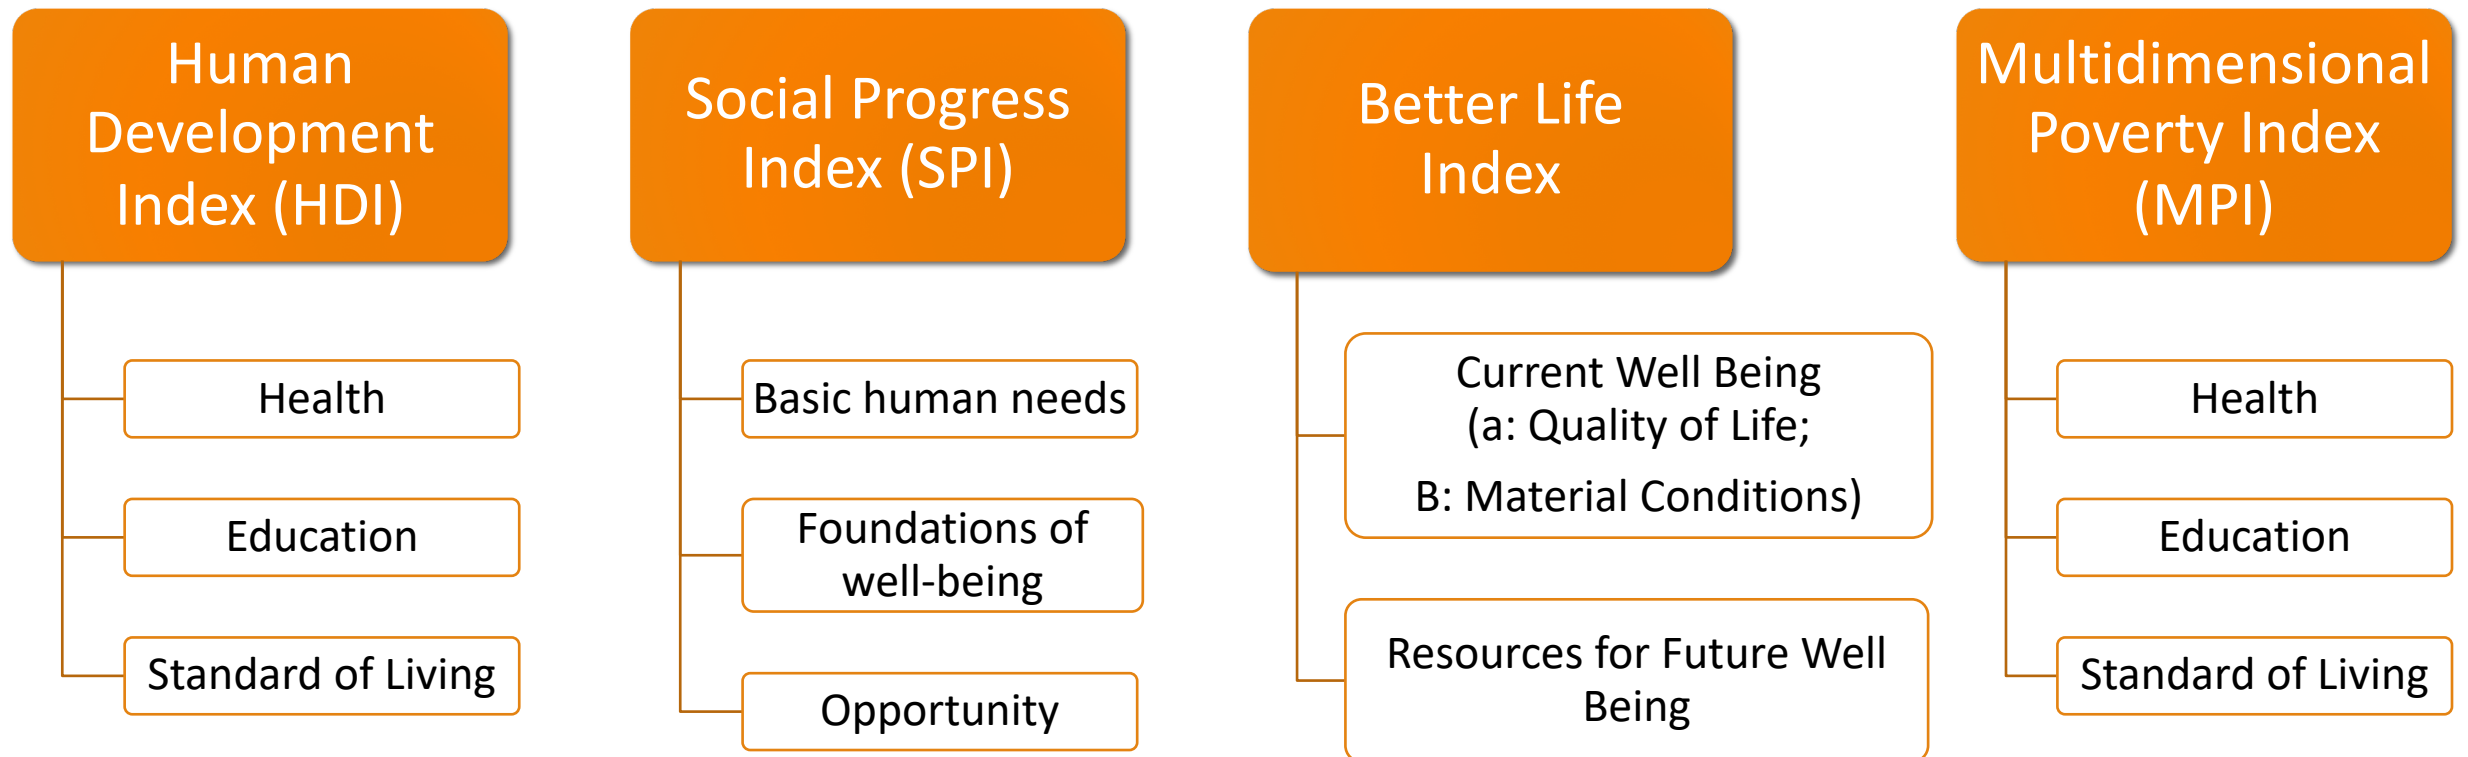 Human
Development
Index (HDI)
Health
Education
Standard of Living
Social Progress
Index (SPI)
Basic human needs
Foundations of
well-being
Opportunity
Better Life
Index
Current Well Being
(a: Quality of Life;
B: Material Conditions)
Resources for Future Well
Being
Multidimensional
Poverty Index
(MPI)
Health
Education
Standard of Living